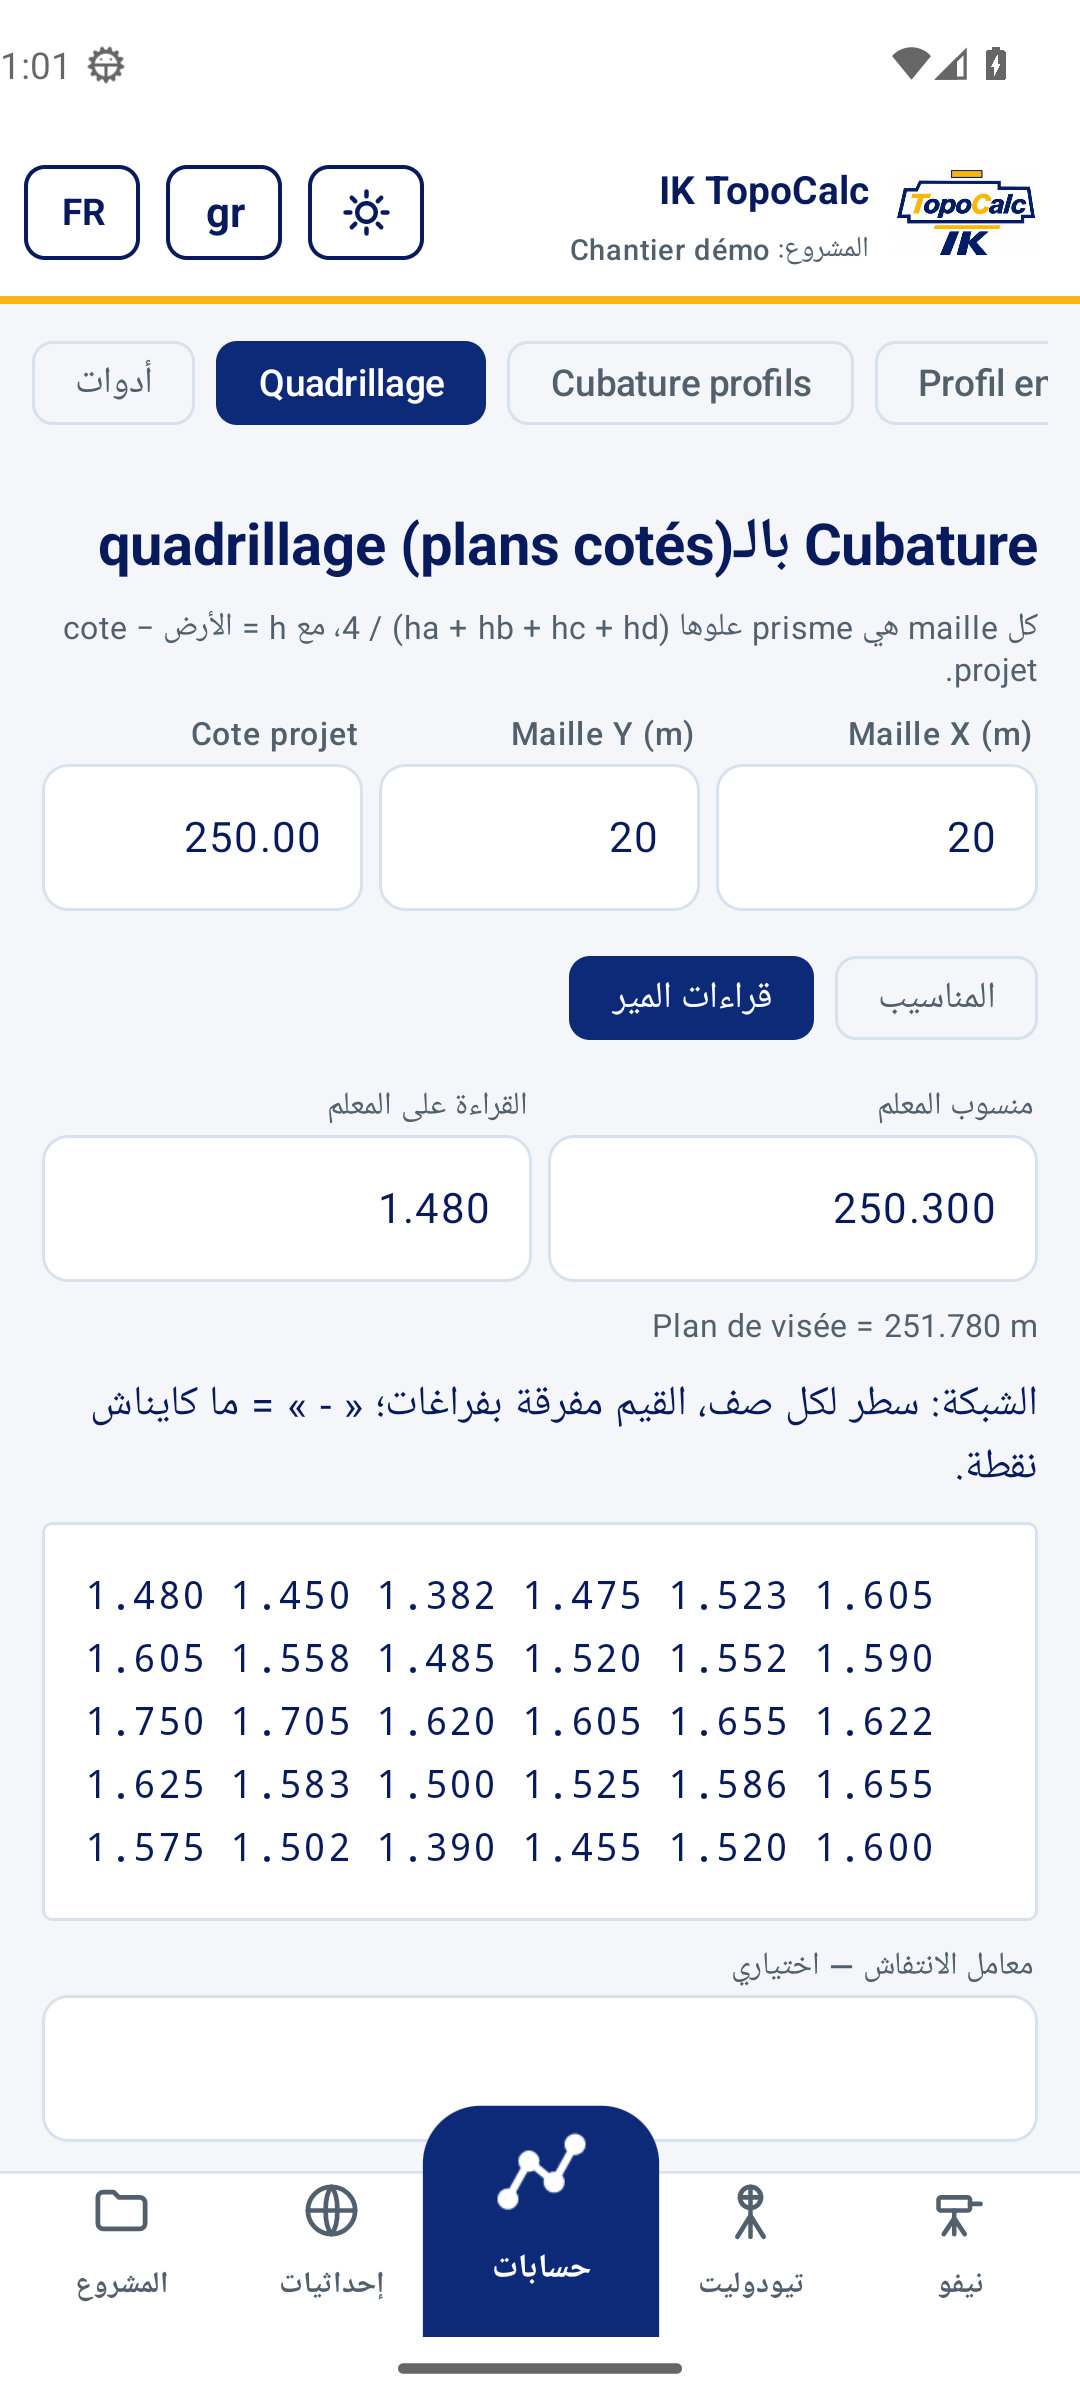 1:01
FR
gr
IK TopoCalc
المشروع: Chantier démo
TopoCalc
IK
أدوات
Quadrillage
Cubature profils
Profil en
Cubature بالـquadrillage (plans cotés)
كل maille هي prisme علوها (ha + hb + hc + hd) / 4، مع h = الأرض − cote
projet.
Maille X (m)
Maille Y (m)
Cote projet
20
20
250.00
المناسيب
قراءات المير
منسوب المعلم
القراءة على المعلم
250.300
1.480
Plan de visée = 251.780 m
الشبكة: سطر لكل صف، القيم مفرقة بفراغات؛ « - » = ما كايناش
نقطة.
1.480 1.450 1.382 1.475 1.523 1.605
1.605 1.558 1.485 1.520 1.552 1.590
1.750 1.705 1.620 1.605 1.655 1.622
1.625 1.583 1.500 1.525 1.586 1.655
1.575 1.502 1.390 1.455 1.520 1.600
معامل الانتفاش — اختياري
نيفو
تيودوليت
حسابات
إحداثيات
المشروع